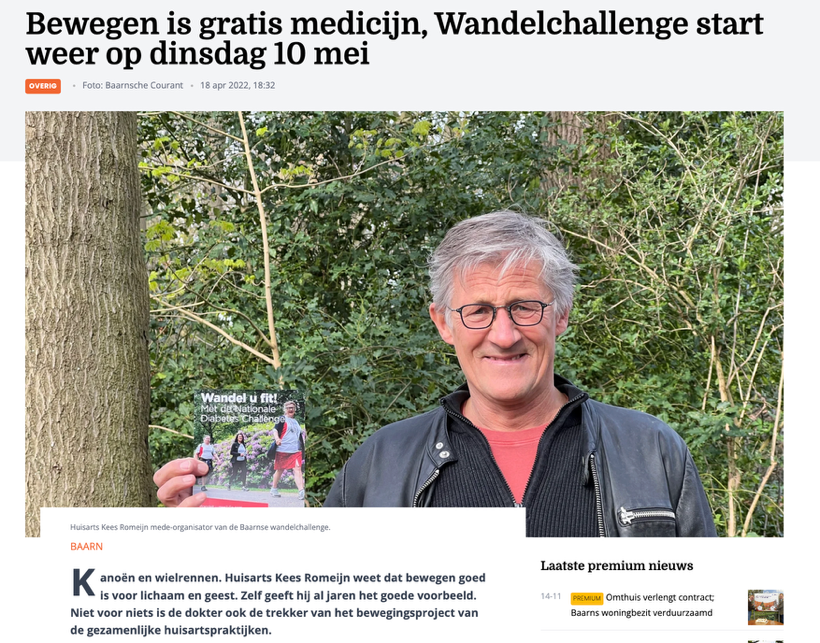 Bewegen is gratis medicijn, Wandelchallenge start
weer op dinsdag 10 mei
OVERIG • Foto: Baarnsche Courant • 18 apr 2022, 18:32
Wandel u fit!
Met de Nationale
Diabetes Challenge
Huisarts Kees Romeijn mede-organisator van de Baarnse wandelchallenge.
BAARN
Kanoën en wielrennen. Huisarts Kees Romeijn weet dat bewegen goed
is voor lichaam en geest. Zelf geeft hij al jaren het goede voorbeeld.
Niet voor niets is de dokter ook de trekker van het bewegingsproject van
de gezamenlijke huisartspraktijken.
Laatste premium nieuws
14-11 PREMIUM Omthuis verlengt contract;
Baarns woningbezit verduurzaamd